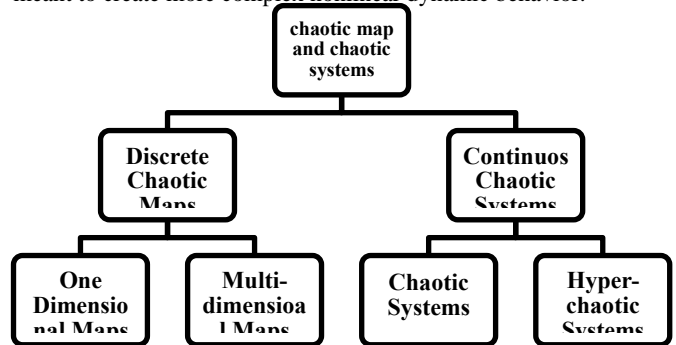 meant to create more complex nonlinear dynamic behavior.
chaotic map
and chaotic
systems
Discrete
Chaotic
Maps
Continuos
Chaotic
Systems
One
Dimensio
nal Maps
Multi-
dimensioa
l Maps
Chaotic
Systems
Hyper-
chaotic
Systems